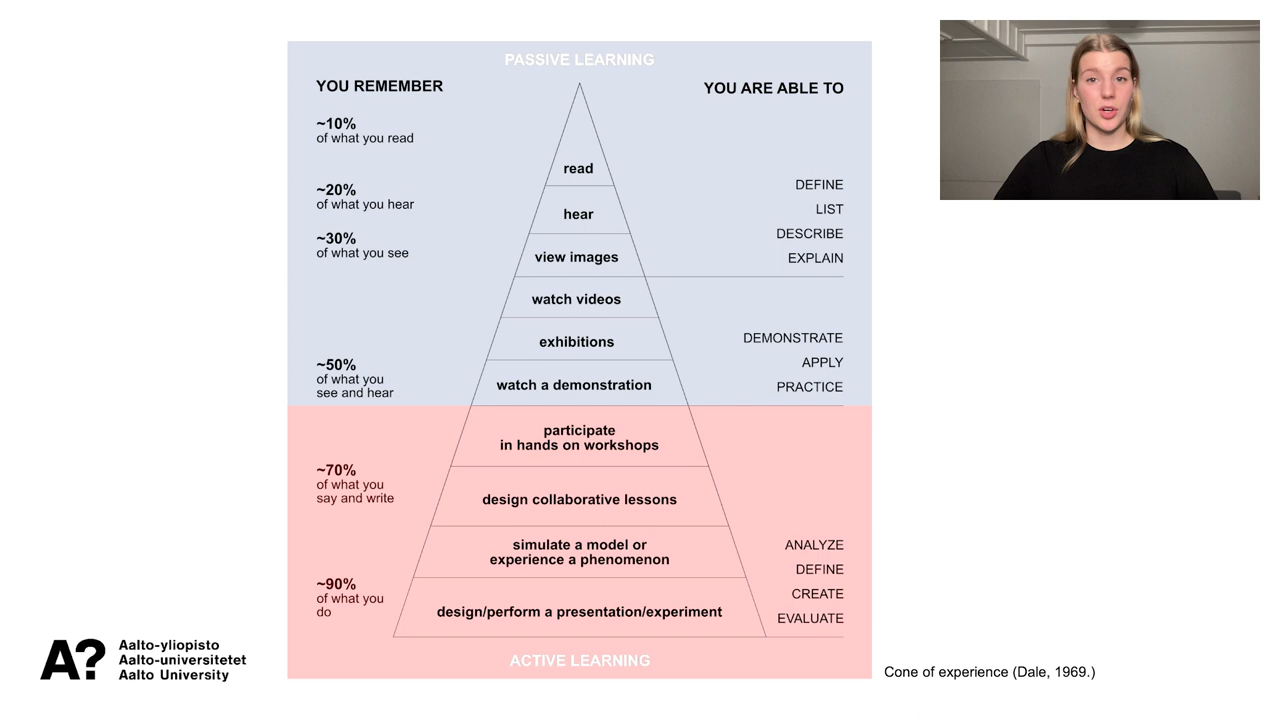 PASSIVE LEARNING
YOU REMEMBER
YOU ARE ABLE TO
~10%
of what you read
~20%
of what you hear
~30%
of what you see
~50%
of what you
see and hear
~70%
of what you
say and write
~90%
of what you
do
read
hear
view images
watch videos
exhibitions
watch a demonstration
participate
in hands on workshops
design collaborative lessons
simulate a model or
experience a phenomenon
design/perform a presentation/experiment
DEFINE
LIST
DESCRIBE
EXPLAIN
DEMONSTRATE
APPLY
PRACTICE
ANALYZE
DEFINE
CREATE
EVALUATE
ACTIVE LEARNING
A?
Aalto-yliopisto
Aalto-universitetet
Aalto University
Cone of experience (Dale, 1969.)